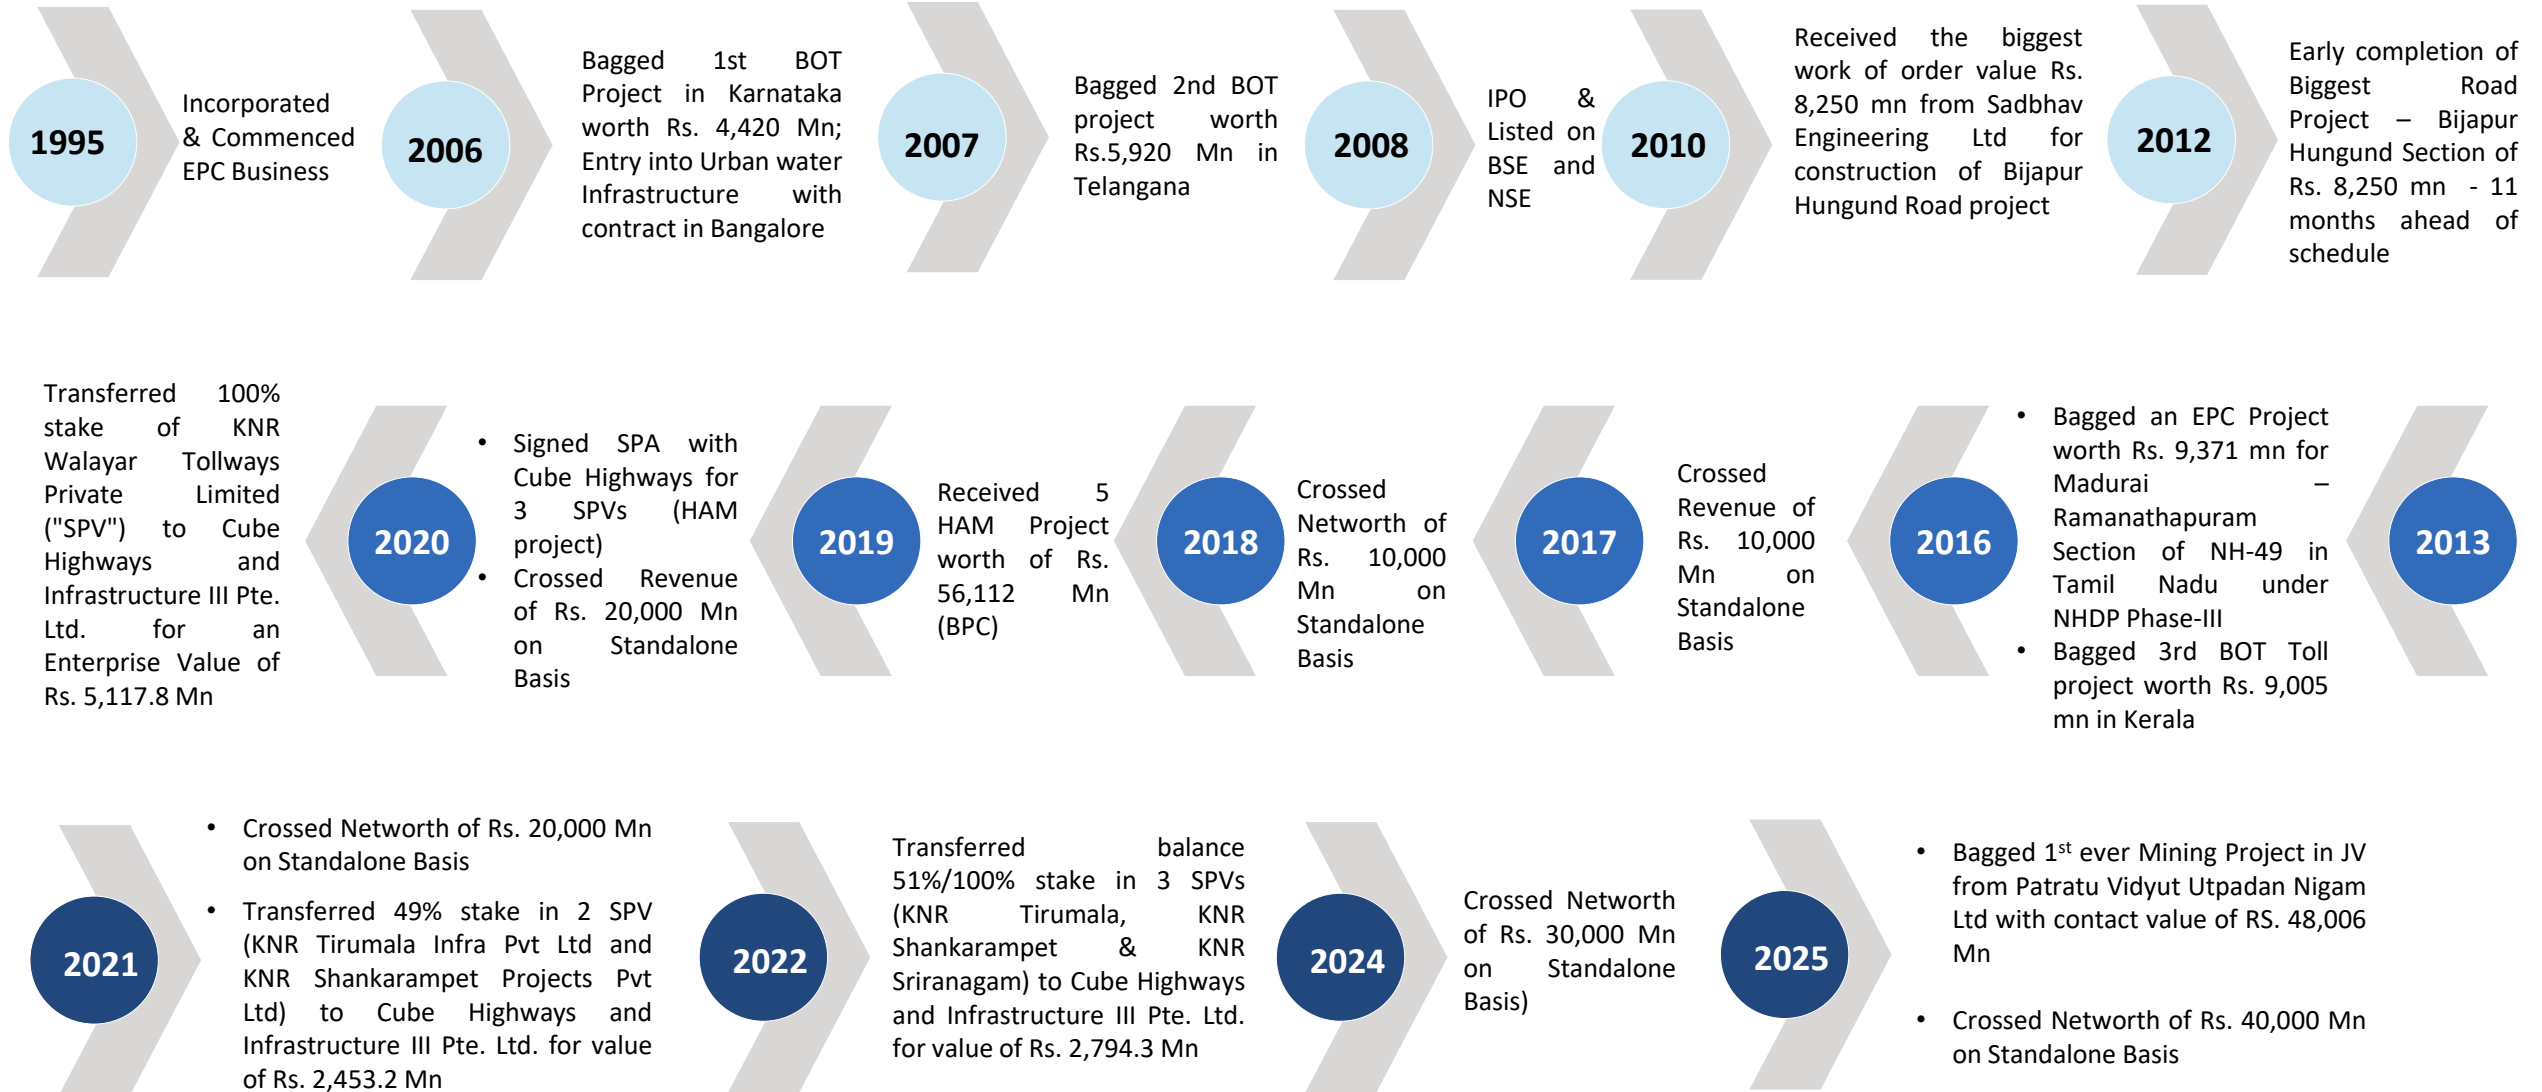 1995
Incorporated
& Commenced
EPC Business
2006
Bagged 1st BOT
Project in Karnataka
worth Rs. 4,420 Mn;
Entry into Urban water
Infrastructure with
contract in Bangalore
2007
Bagged 2nd BOT
project worth
Rs.5,920 Mn in
Telangana
2008
IPO &
Listed on
BSE and
NSE
2010
Received the biggest
work of order value Rs.
8,250 mn from Sadbhav
Engineering Ltd for
construction of Bijapur
Hungund Road project
2012
Early completion of
Biggest Road
Project – Bijapur
Hungund Section of
Rs. 8,250 mn - 11
months ahead of
schedule
2013
• Bagged an EPC Project
worth Rs. 9,371 mn for
Madurai –
Ramanathapuram
Section of NH-49 in
Tamil Nadu under
NHDP Phase-III
• Bagged 3rd BOT Toll
project worth Rs. 9,005
mn in Kerala
2016
Crossed
Revenue of
Rs. 10,000
Mn on
Standalone
Basis
2017
Crossed
Networth of
Rs. 10,000
Mn on
Standalone
Basis
2018
Received 5
HAM Project
worth of Rs.
56,112 Mn
(BPC)
2019
• Signed SPA with
Cube Highways for
3 SPVs (HAM
project)
• Crossed Revenue
of Rs. 20,000 Mn
on Standalone
Basis
2020
Transferred 100%
stake of KNR
Walayar Tollways
Private Limited
("SPV") to Cube
Highways and
Infrastructure III Pte.
Ltd. for an
Enterprise Value of
Rs. 5,117.8 Mn
2021
• Crossed Networth of Rs. 20,000 Mn
on Standalone Basis
• Transferred 49% stake in 2 SPV
(KNR Tirumala Infra Pvt Ltd and
KNR Shankarampet Projects Pvt
Ltd) to Cube Highways and
Infrastructure III Pte. Ltd. for value
of Rs. 2,453.2 Mn
2022
Transferred balance
51%/100% stake in 3 SPVs
(KNR Tirumala, KNR
Shankarampet & KNR
Sriranagam) to Cube Highways
and Infrastructure III Pte. Ltd.
for value of Rs. 2,794.3 Mn
2024
Crossed Networth
of Rs. 30,000 Mn
on Standalone
Basis)
2025
• Bagged 1st ever Mining Project in JV
from Patratu Vidyut Utpadan Nigam
Ltd with contact value of RS. 48,006
Mn
• Crossed Networth of Rs. 40,000 Mn
on Standalone Basis